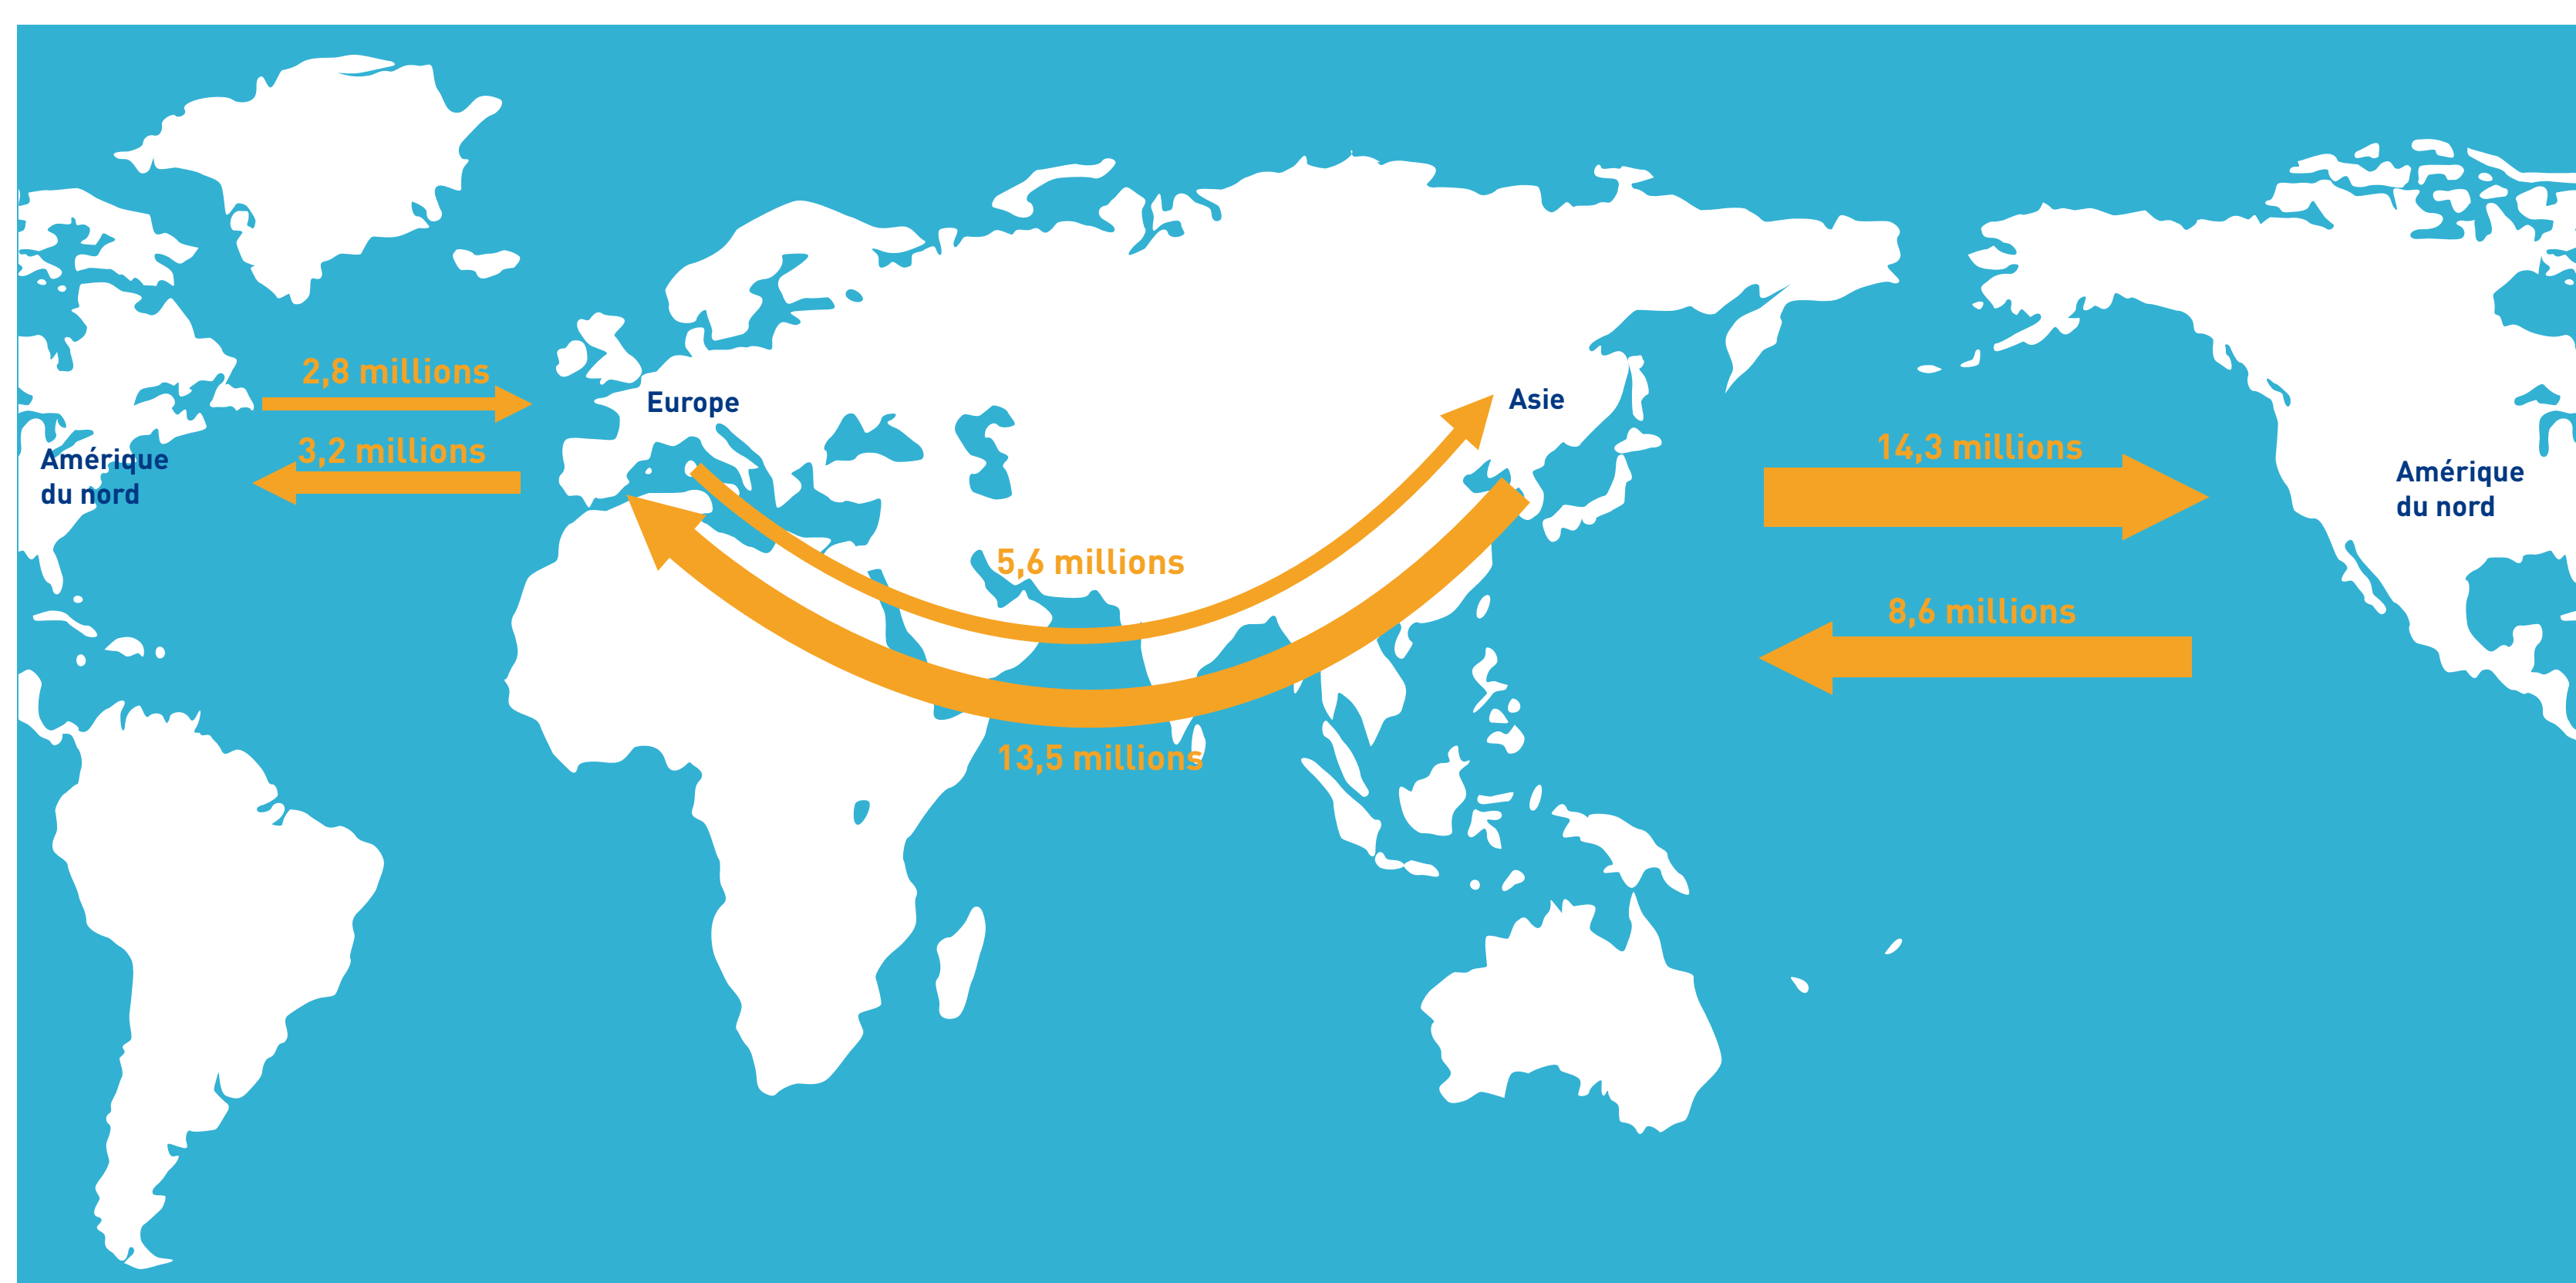 2,8 millions
Europe
Asie
3,2 millions
14,3 millions
Amérique
du nord
Amérique
du nord
5,6 millions
8,6 millions
13,5 millions